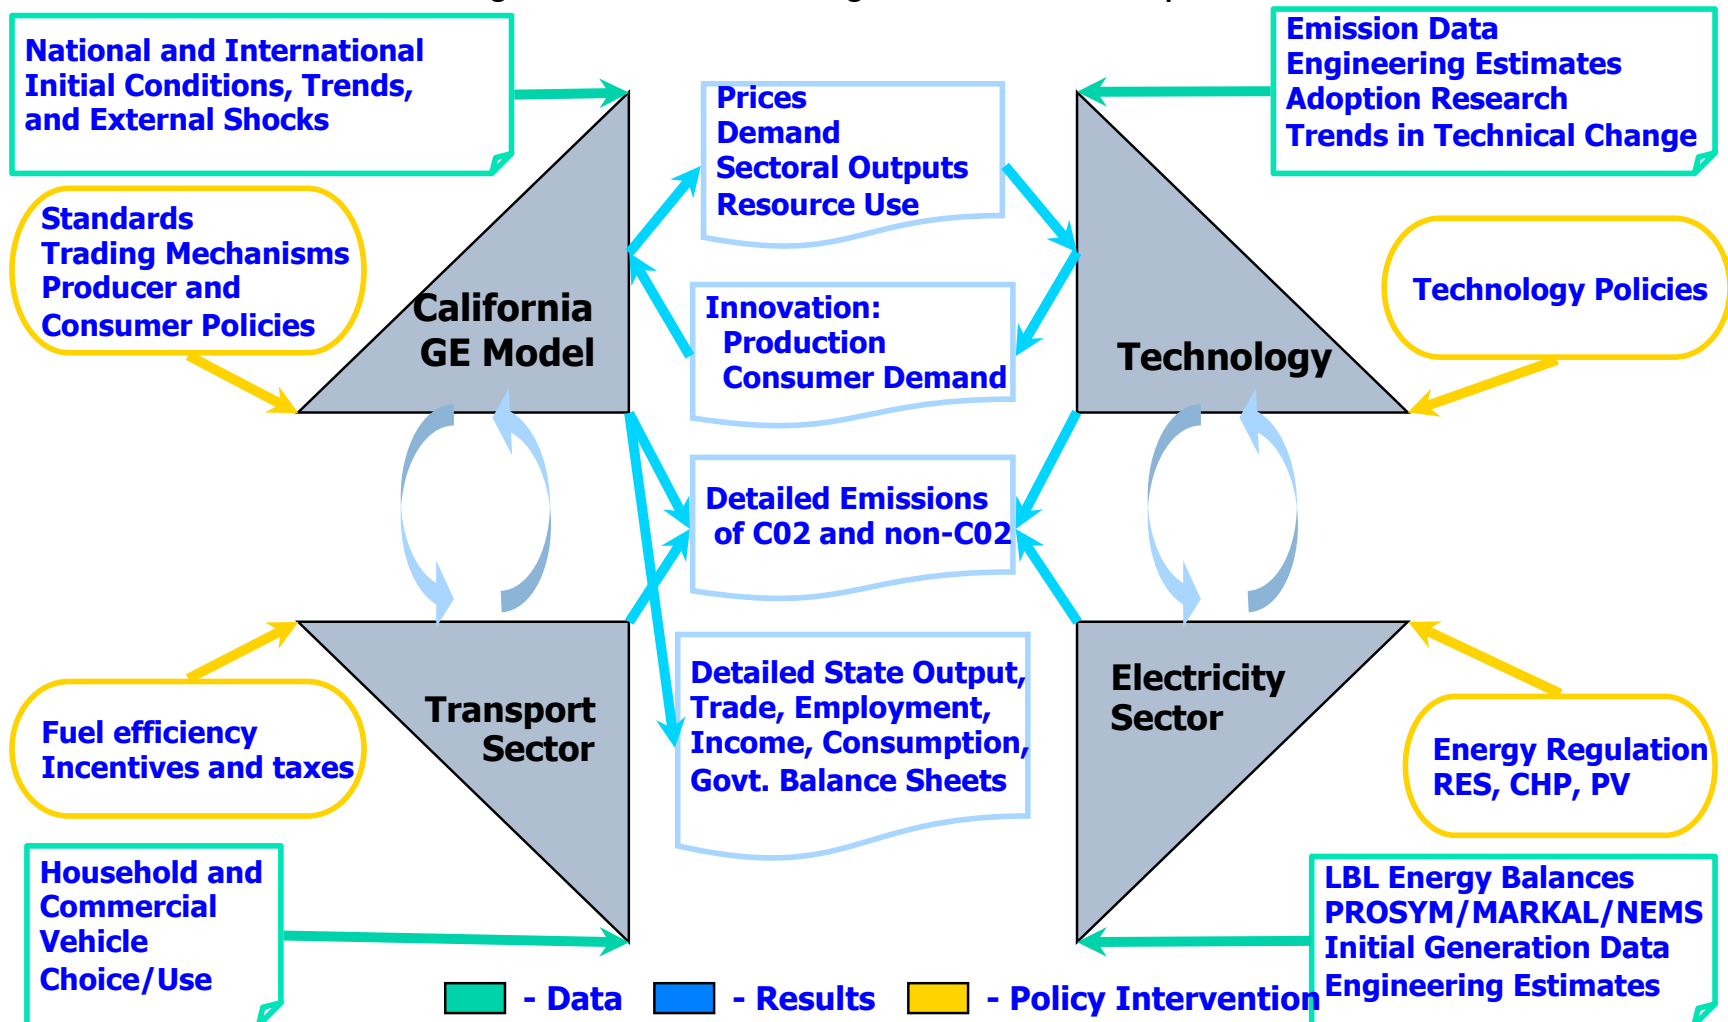 National and International
Initial Conditions, Trends,
and External Shocks
Emission Data
Engineering Estimates
Adoption Research
Trends in Technical Change
Prices
Demand
Sectoral Outputs
Resource Use
Standards
Trading Mechanisms
Producer and
Consumer Policies
California
GE Model
Innovation:
Production
Consumer Demand
Technology
Technology Policies
Detailed Emissions
of C02 and non-C02
Transport
Sector
Detailed State Output,
Trade, Employment,
Income, Consumption,
Govt. Balance Sheets
Electricity
Sector
Fuel efficiency
Incentives and taxes
Energy Regulation
RES, CHP, PV
Household and
Commercial
Vehicle
Choice/Use
LBL Energy Balances
PROSYM/MARKAL/NEMS
Initial Generation Data
Engineering Estimates
- Data
- Results
- Policy Intervention